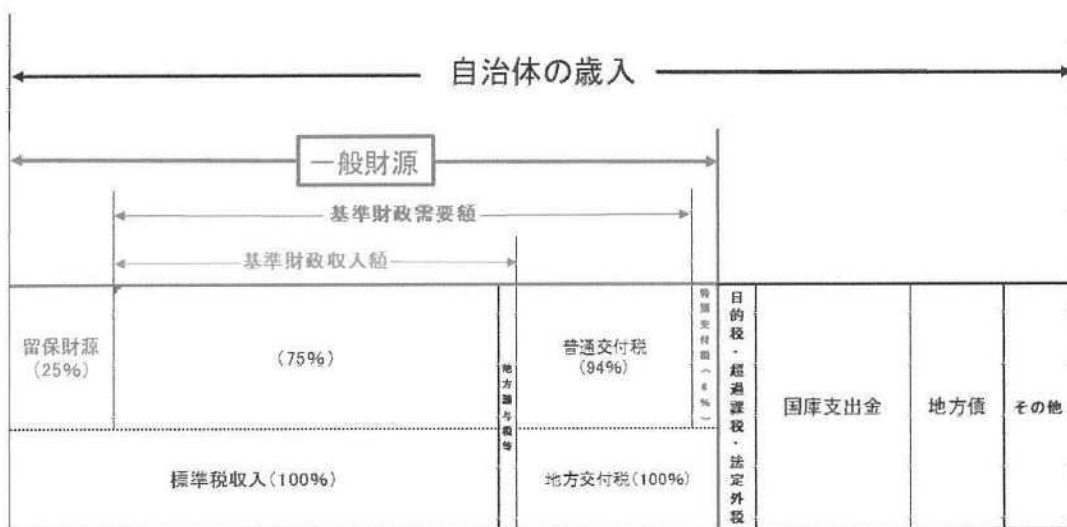 自治体の歳入
一般財源
基準財政需要額
基準財政収入額
留保財源
(25%)
(75%)
地方譲与税等
普通交付税
(94%)
特別交付税(6%)
目的税・超過課税・法定外税
国庫支出金
地方債
その他
標準税収入(100%)
地方交付税(100%)